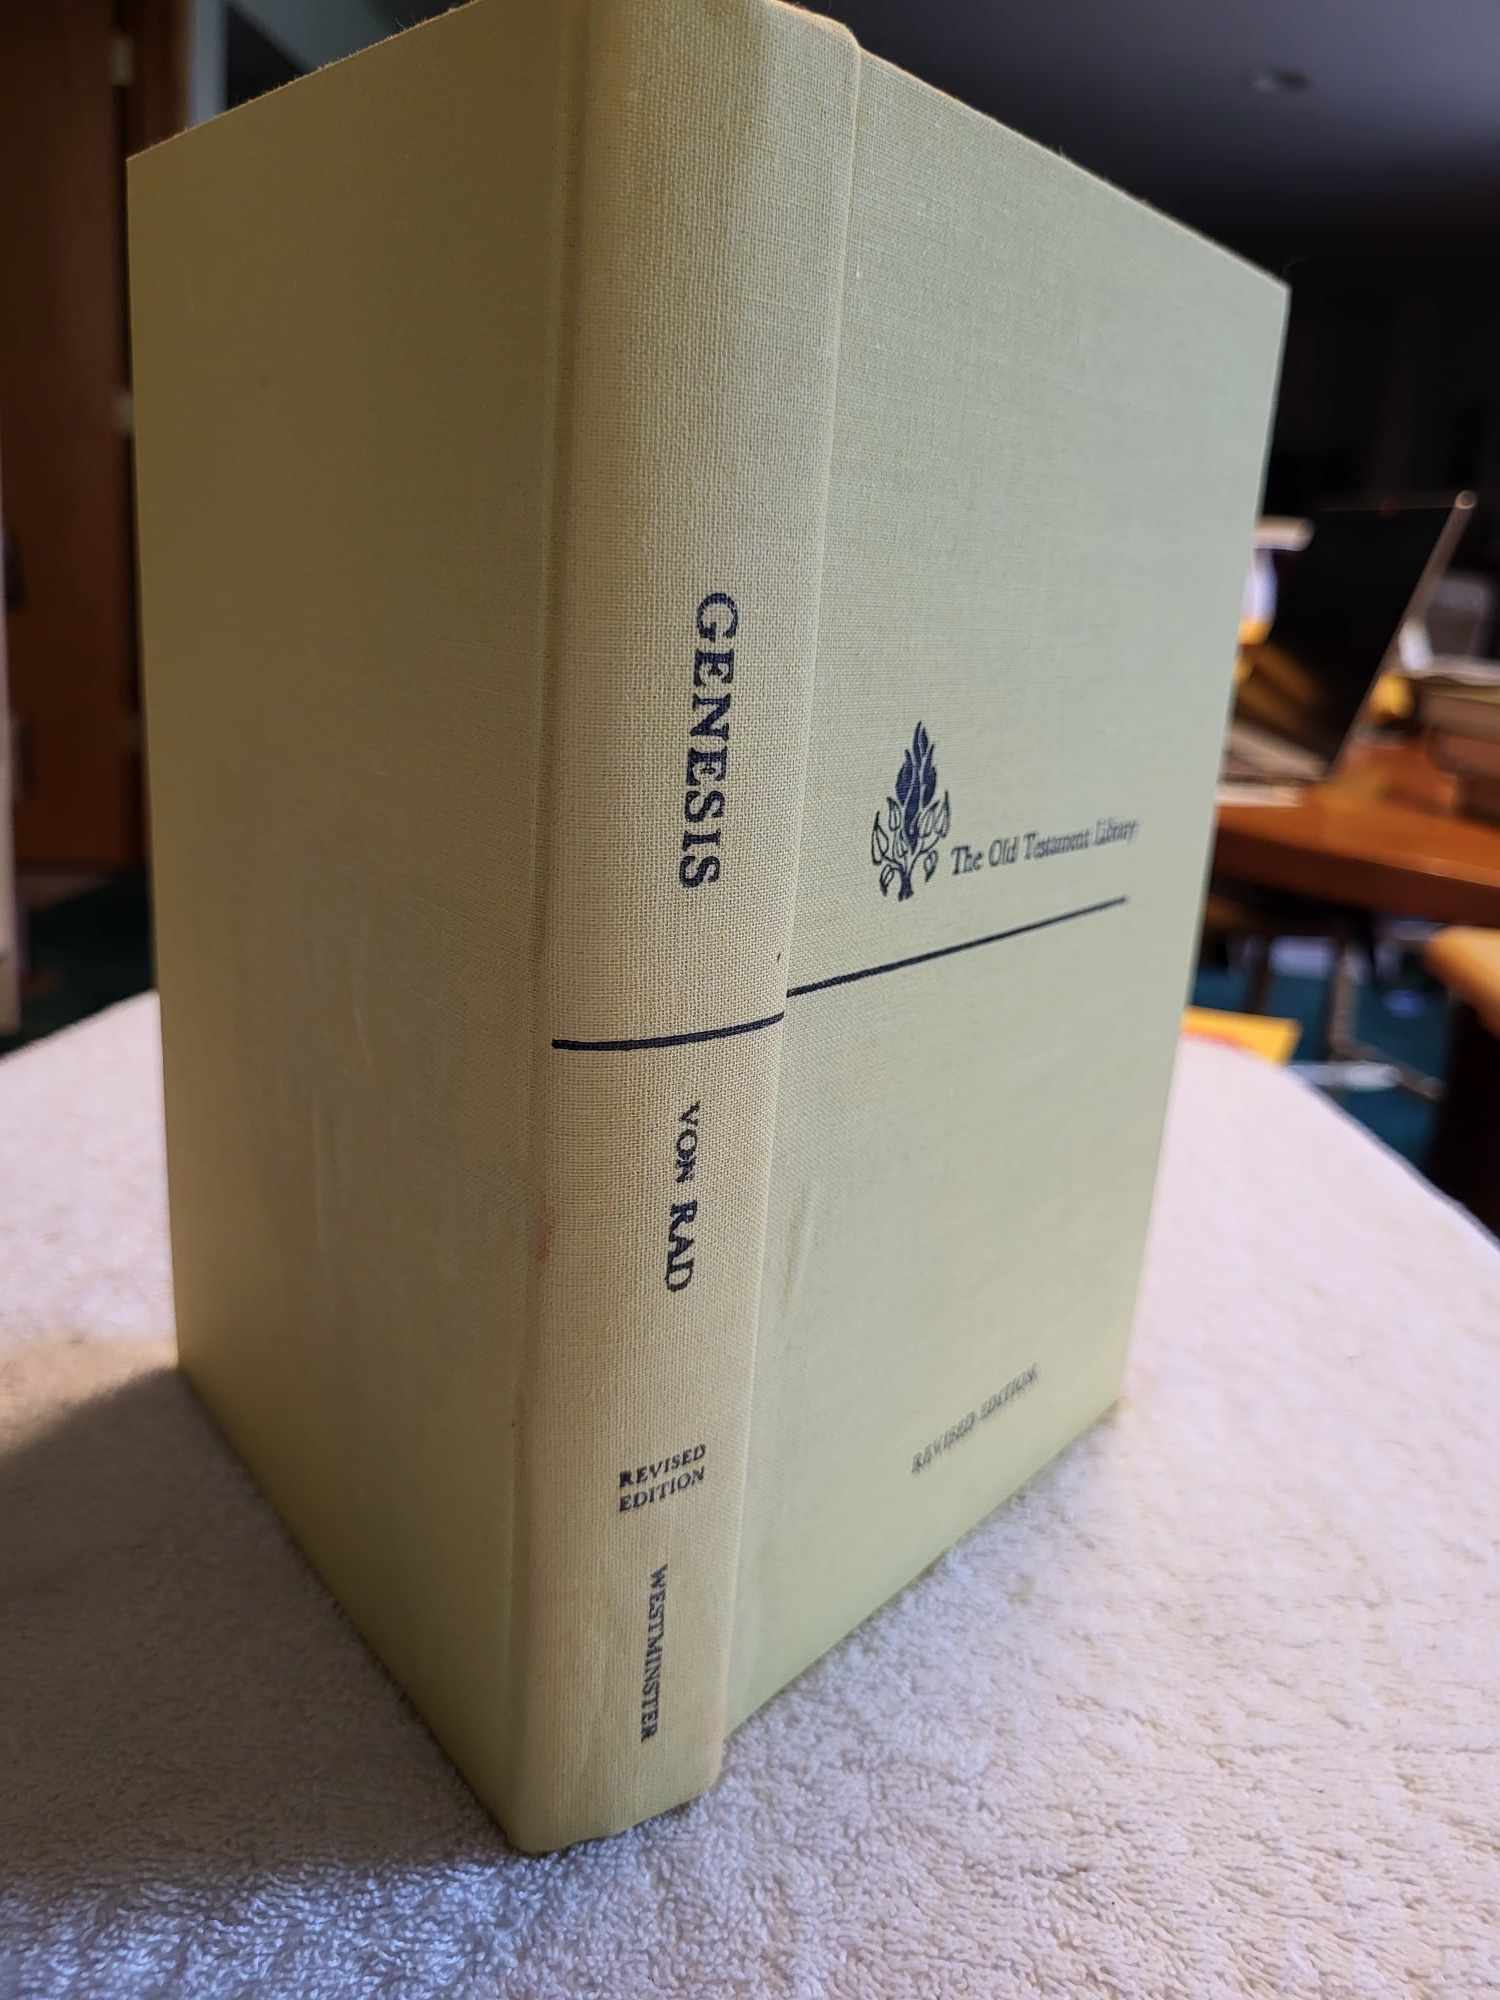 GENESIS
VON RAD
REVISED
EDITION
WESTMINSTER
The Old Testament Library
REVISED EDITION